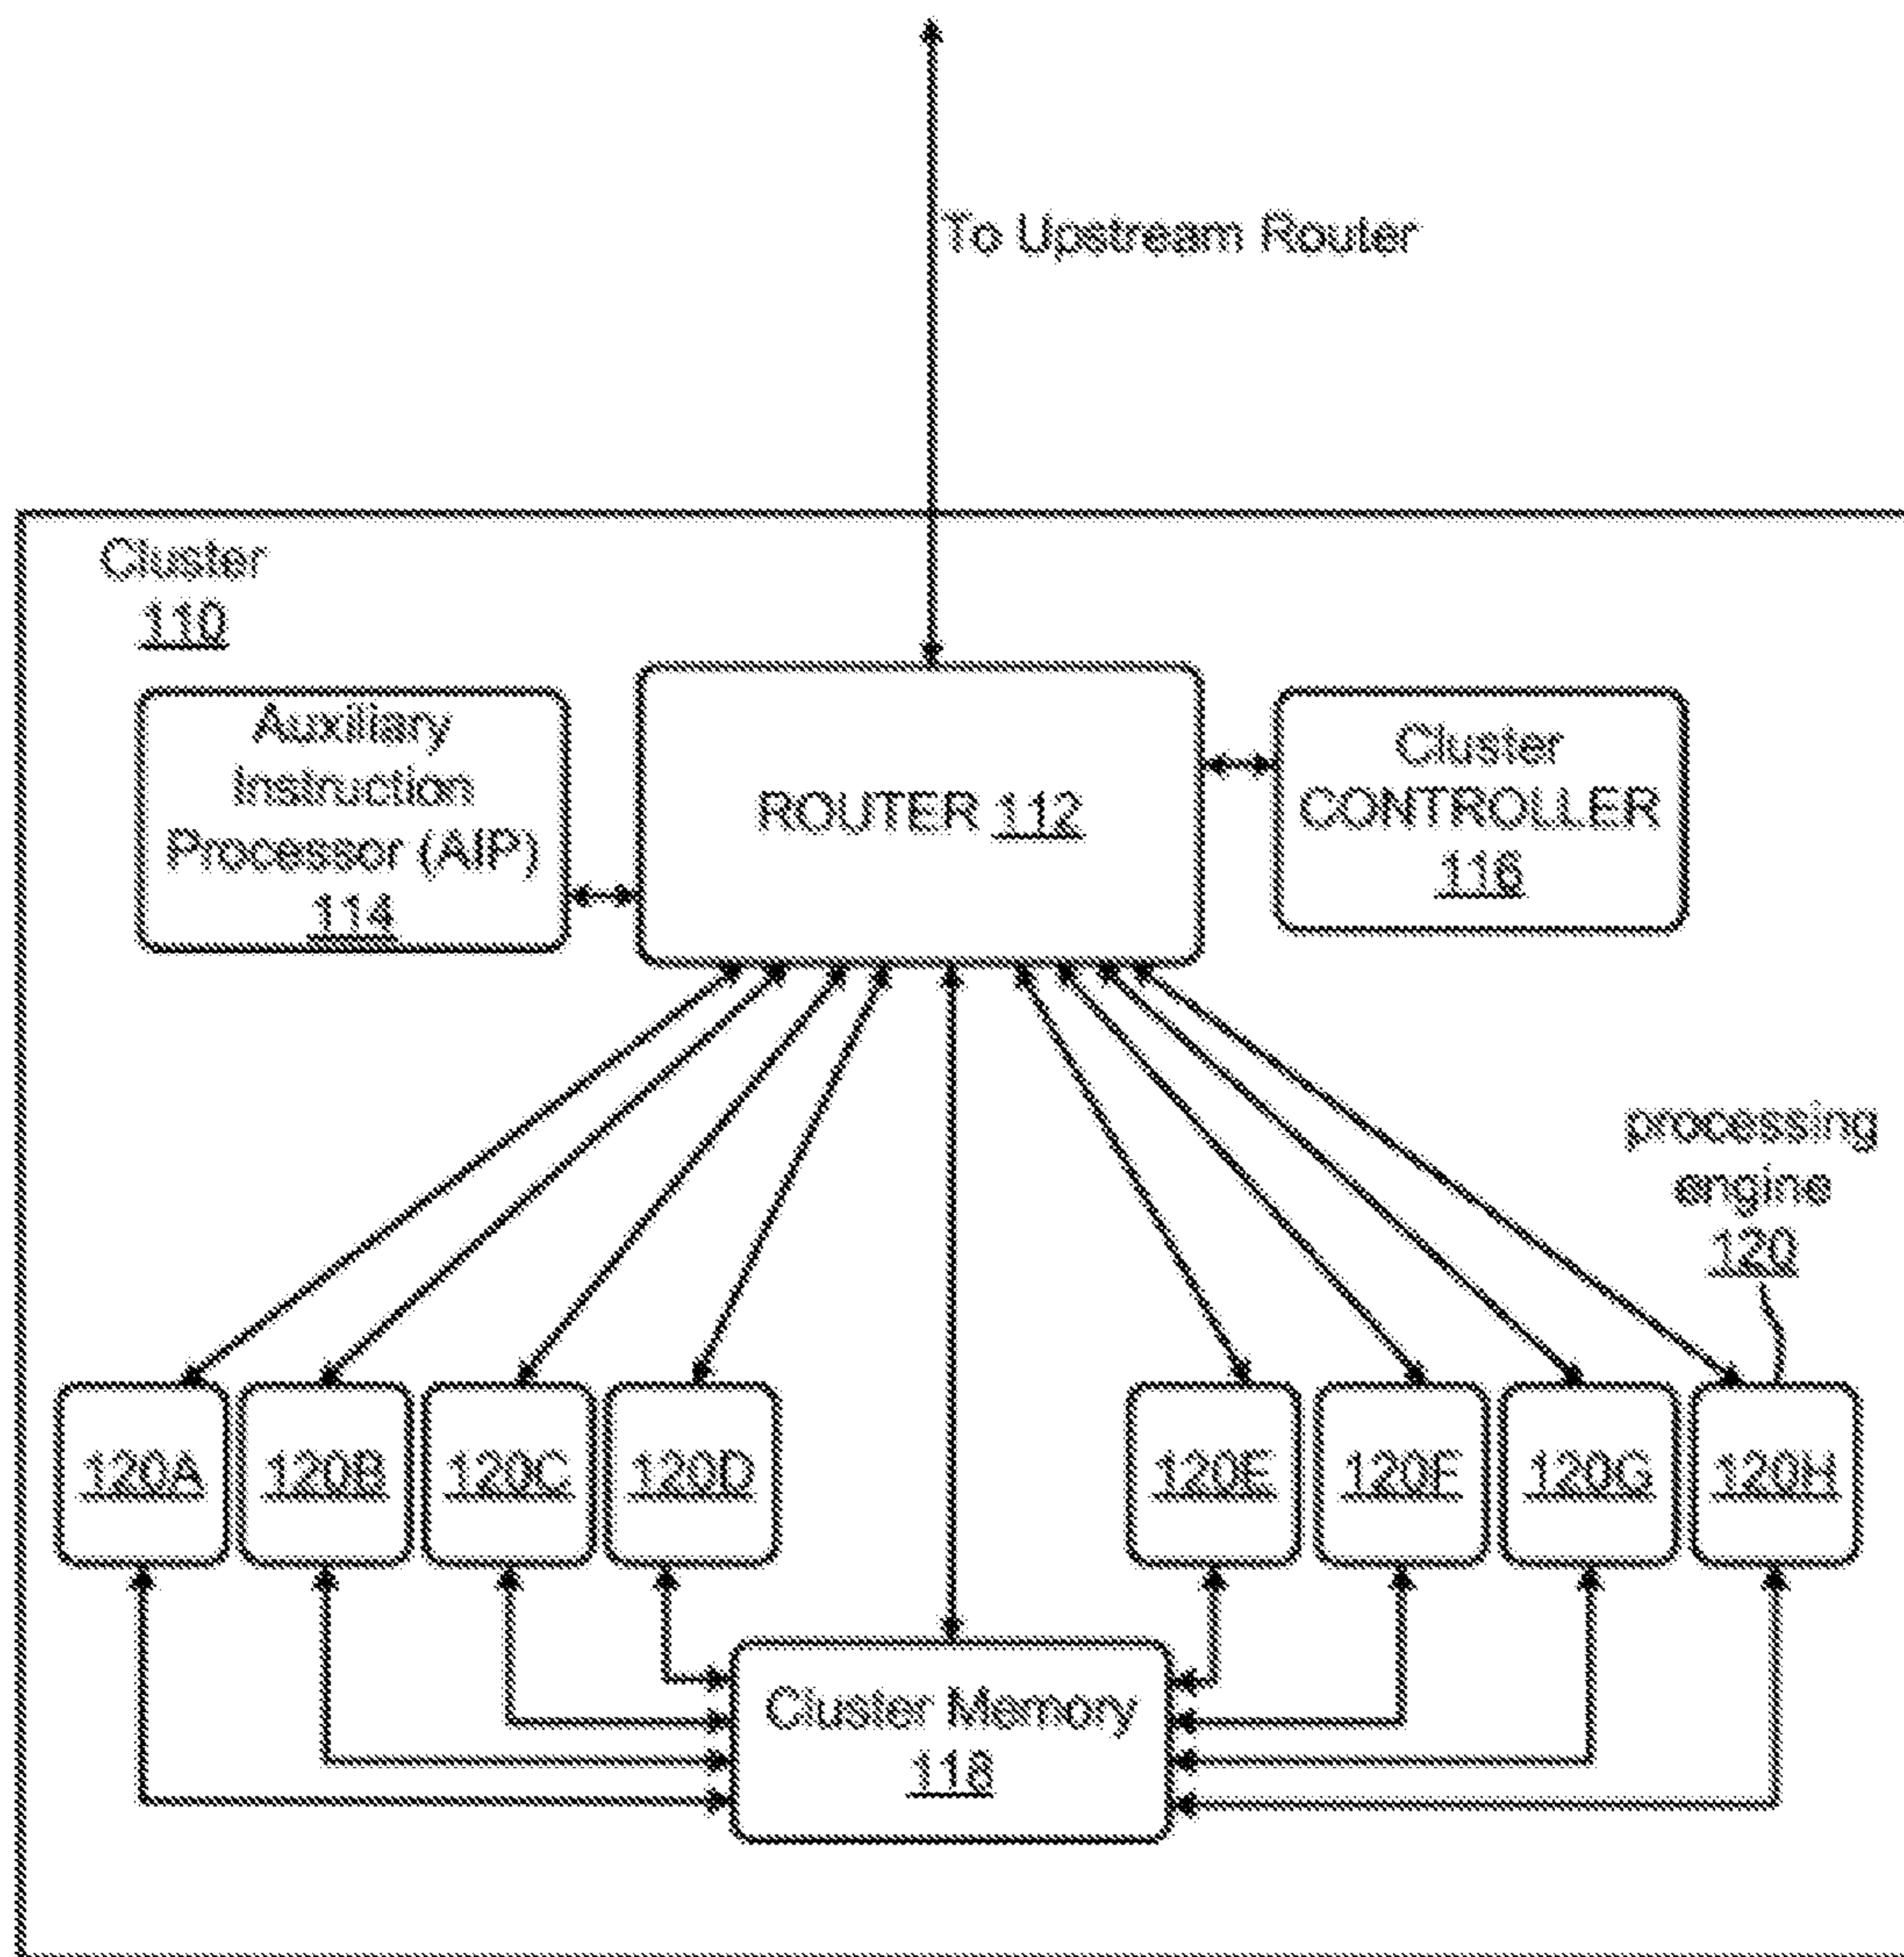 To Upstream Router
Cluster
110
Auxiliary
Instruction
Processor (AIP)
114
ROUTER 112
Cluster
CONTROLLER
116
processing
engine
120
120A
120B
120C
120D
120E
120F
120G
120H
Cluster Memory
118